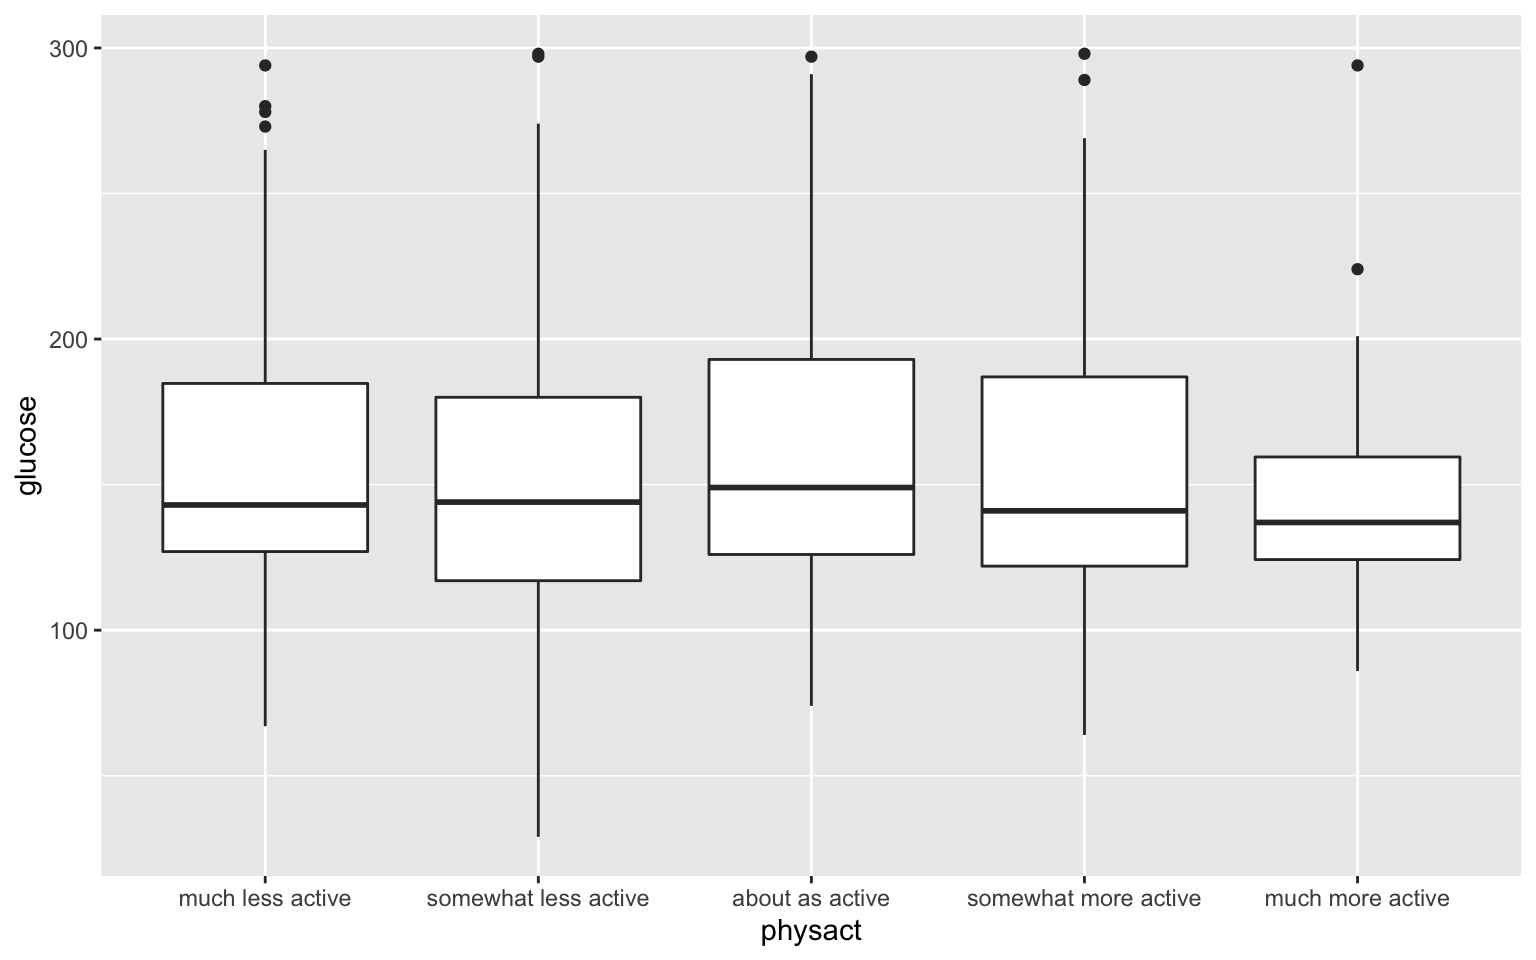 300
200
100
glucose
much less active
somewhat less active
about as active
somewhat more active
much more active
physact